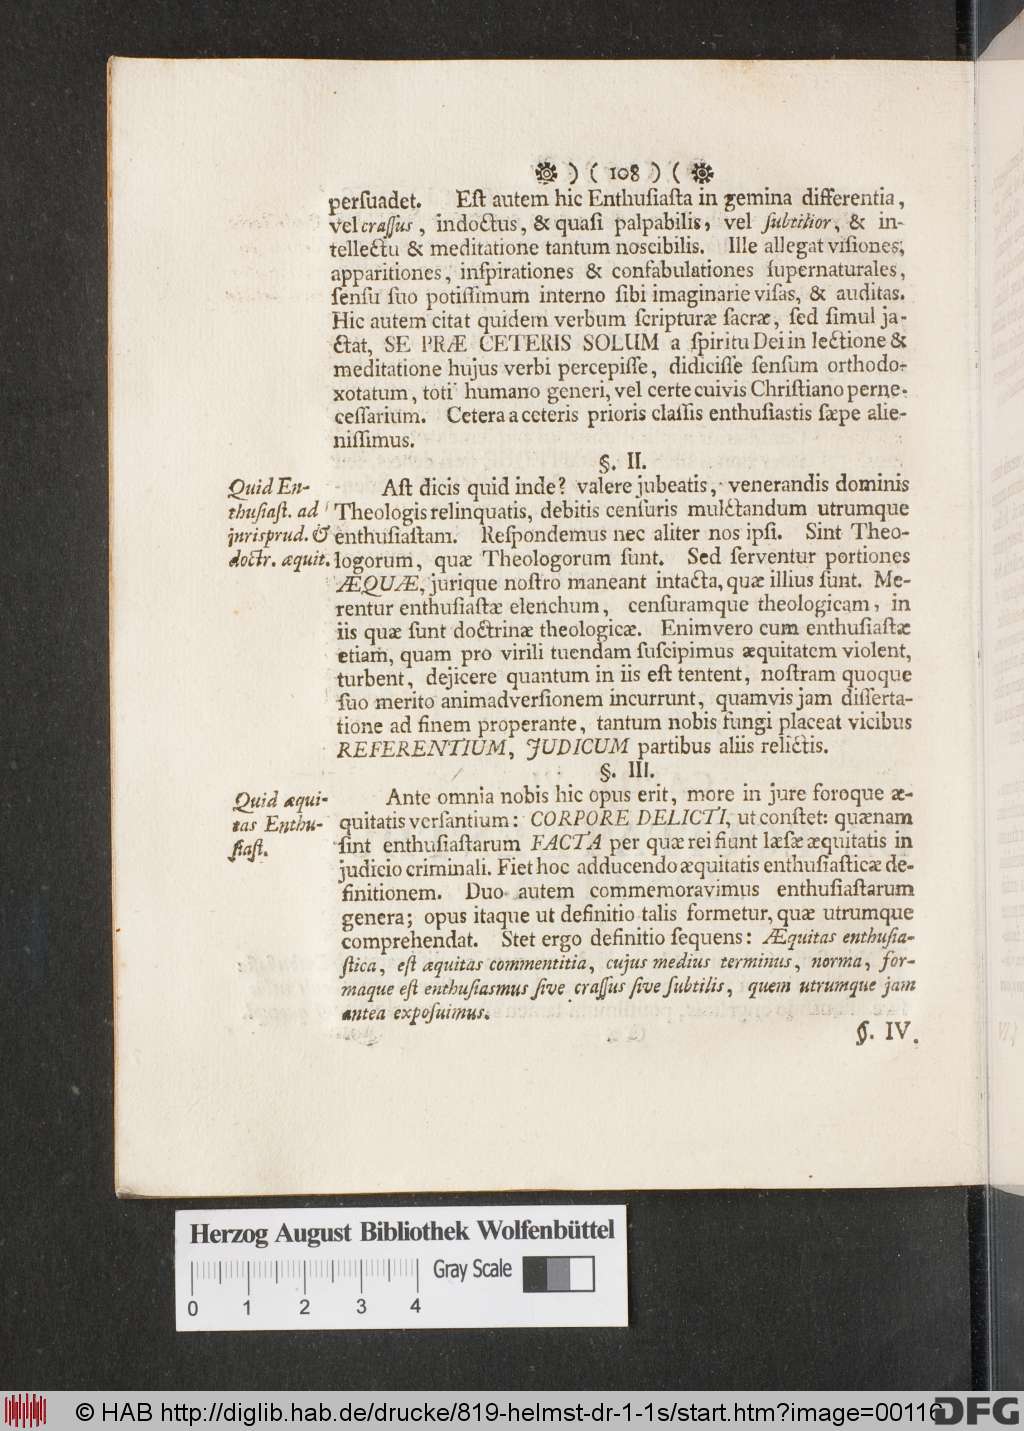 ❁ ) ( 108 ) ( ❁
perſuadet. Eſt autem hic Enthuſiaſta in gemina differentia,
vel craſſus, indoctus, & quaſi palpabilis, vel ſubtilior, & in-
tellectu & meditatione tantum noscibilis. Ille allegat viſiones,
apparitiones, inſpirationes & confabulationes ſupernaturales,
ſenſu ſuo potiſſimum interno ſibi imaginarie viſas, & auditas.
Hic autem citat quidem verbum ſcripturæ ſacræ, ſed ſimul ja-
ctat, SE PRÆ CETERIS SOLUM a ſpiritu Dei in lectione &
meditatione hujus verbi percepiſſe, didiciſſe ſenſum orthodo-
xotatum, toti humano generi, vel certe cuivis Chriſtiano perne-
ceſſarium. Cetera a ceteris prioris claſſis enthuſiastis ſæpe alie-
niſſimus.
§. II.
Quid En-
thuſiaſt. ad
jurisprud. &
doctr. æquit.
Aſt dicis quid inde? valere jubeatis, venerandis dominis
Theologis relinquatis, debitis cenſuris mulctandum utrumque
enthuſiaſtam. Reſpondemus nec aliter nos ipſi. Sint Theo-
logorum, quæ Theologorum ſunt. Sed ſerventur portiones
ÆQUÆ, jurique noſtro maneant intacta, quæ illius ſunt. Me-
rentur enthuſiaſtæ elenchum, cenſuramque theologicam, in
iis quæ ſunt doctrinæ theologicæ. Enimvero cum enthuſiaſtæ
etiam, quam pro virili tuendam ſuſcipimus æquitatem violent,
turbent, dejicere quantum in iis eſt tentent, noſtram quoque
ſuo merito animadverſionem incurrunt, quamvis jam diſſerta-
tione ad finem properante, tantum nobis fungi placeat vicibus
REFERENTIUM, JUDICUM partibus aliis relictis.
§. III.
Quid æqui-
tas Enthu-
ſiaſt.
Ante omnia nobis hic opus erit, more in jure foroque æ-
quitatis verſantium: CORPORE DELICTI, ut conſtet: quænam
ſint enthuſiaſtarum FACTA per quæ rei fiunt læſæ æquitatis in
judicio criminali. Fiet hoc adducendo æquitatis enthuſiaſticæ de-
finitionem. Duo autem commemoravimus enthuſiaſtarum
genera; opus itaque ut definitio talis formetur, quæ utrumque
comprehendat. Stet ergo definitio ſequens: Æquitas enthuſia-
ſtica, eſt æquitas commentitia, cujus medius terminus, norma, for-
maque eſt enthuſiasmus ſive craſſus ſive ſubtilis, quem utrumque jam
antea expoſuimus.
§. IV.
Herzog August Bibliothek Wolfenbüttel
Gray Scale
0 1 2 3 4
© HAB http://diglib.hab.de/drucke/819-helmst-dr-1-1s/start.htm?image=00116
DFG